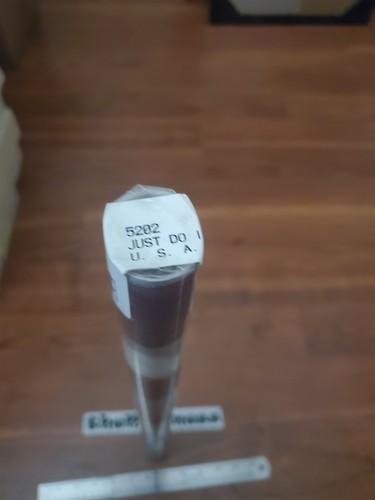 5202
JUST DO I
U. S. A.